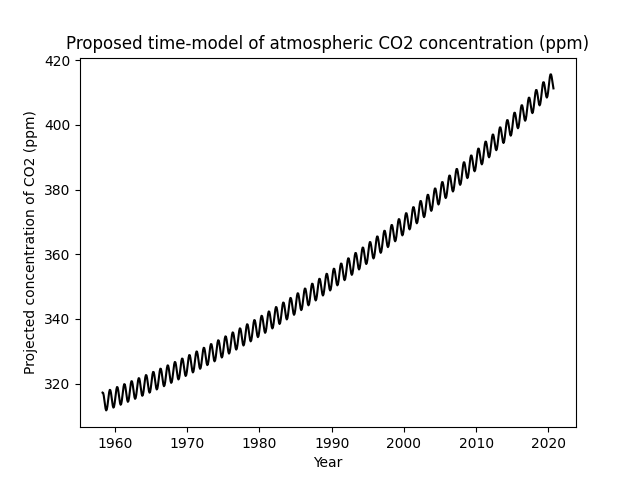 Proposed time-model of atmospheric CO2 concentration (ppm)
Projected concentration of CO2 (ppm)
420
400
380
360
340
320
1960 1970 1980 1990 2000 2010 2020
Year